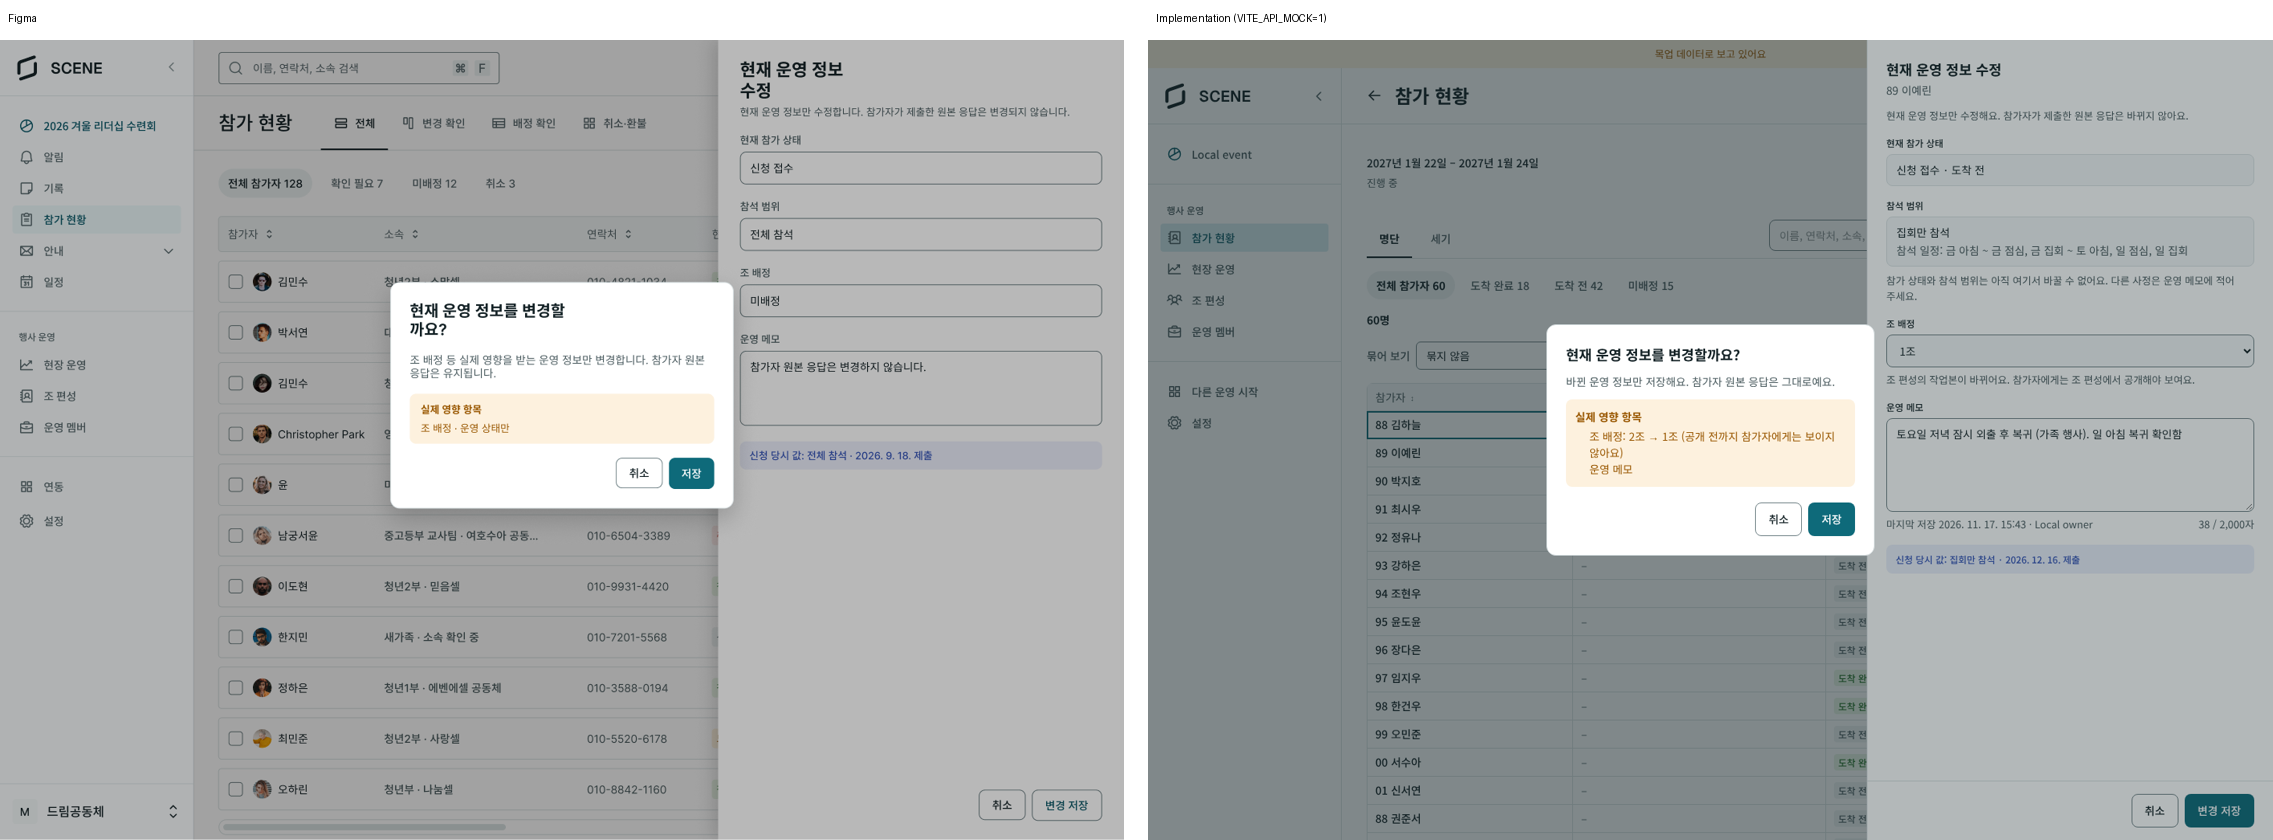 Figma
SCENE
2026 겨울 리더십 수련회
알림
기록
참가 현황
안내
일정
행사 운영
현장 운영
조 편성
운영 멤버
연동
설정
M 드림공동체
이름, 연락처, 소속 검색 ⌘ F
참가 현황 전체 변경 확인 배정 확인 취소·환불
전체 참가자 128 확인 필요 7 미배정 12 취소 3
참가자 소속 연락처
김민수
박서연
김민수
Christopher Park
윤
남궁서윤 중고등부 교사팀 · 여호수아 공동... 010-6504-3389
이도현 청년2부 · 믿음셀 010-9931-4420
한지민 새가족 · 소속 확인 중 010-7201-5568
정하은 청년1부 · 에벤에셀 공동체 010-3588-0194
최민준 청년2부 · 사랑셀 010-5520-6178
오하린 청년부 · 나눔셀 010-8842-1160
현재 운영 정보를 변경할
까요?
조 배정 등 실제 영향을 받는 운영 정보만 변경합니다. 참가자 원본
응답은 유지됩니다.
실제 영향 항목
조 배정 · 운영 상태만
취소 저장
현재 운영 정보
수정
현재 운영 정보만 수정합니다. 참가자가 제출한 원본 응답은 변경되지 않습니다.
현재 참가 상태
신청 접수
참석 범위
전체 참석
조 배정
미배정
운영 메모
참가자 원본 응답은 변경하지 않습니다.
신청 당시 값: 전체 참석 · 2026. 9. 18. 제출
취소 변경 저장
Implementation (VITE_API_MOCK=1)
목업 데이터로 보고 있어요
SCENE
Local event
행사 운영
참가 현황
현장 운영
조 편성
운영 멤버
다른 운영 시작
설정
참가 현황
2027년 1월 22일 – 2027년 1월 24일
진행 중
명단 세기
이름, 연락처, 소속,
전체 참가자 60 도착 완료 18 도착 전 42 미배정 15
60명
묶어 보기 묶지 않음
참가자
88 김하늘
89 이예린
90 박지호
91 최시우
92 정유나
93 강하은 – 도착 전
94 조현우 – 도착 전
95 윤도윤 – 도착 전
96 장다은 – 도착 전
97 임지우 – 도착 완
98 한건우 – 도착 완
99 오민준 – 도착 전
00 서수아 – 도착 완
01 신서연 – 도착 전
88 권준서 – 도착 전
현재 운영 정보를 변경할까요?
바뀐 운영 정보만 저장해요. 참가자 원본 응답은 그대로예요.
실제 영향 항목
조 배정: 2조 → 1조 (공개 전까지 참가자에게는 보이지
않아요)
운영 메모
취소 저장
현재 운영 정보 수정
89 이예린
현재 운영 정보만 수정해요. 참가자가 제출한 원본 응답은 바뀌지 않아요.
현재 참가 상태
신청 접수 · 도착 전
참석 범위
집회만 참석
참석 일정: 금 아침 ~ 금 점심, 금 집회 ~ 토 아침, 일 점심, 일 집회
참가 상태와 참석 범위는 아직 여기서 바꿀 수 없어요. 다른 사정은 운영 메모에 적어
주세요.
조 배정
1조
조 편성의 작업본이 바뀌어요. 참가자에게는 조 편성에서 공개해야 보여요.
운영 메모
토요일 저녁 잠시 외출 후 복귀 (가족 행사). 일 아침 복귀 확인함
마지막 저장 2026. 11. 17. 15:43 · Local owner 38 / 2,000자
신청 당시 값: 집회만 참석 · 2026. 12. 16. 제출
취소 변경 저장